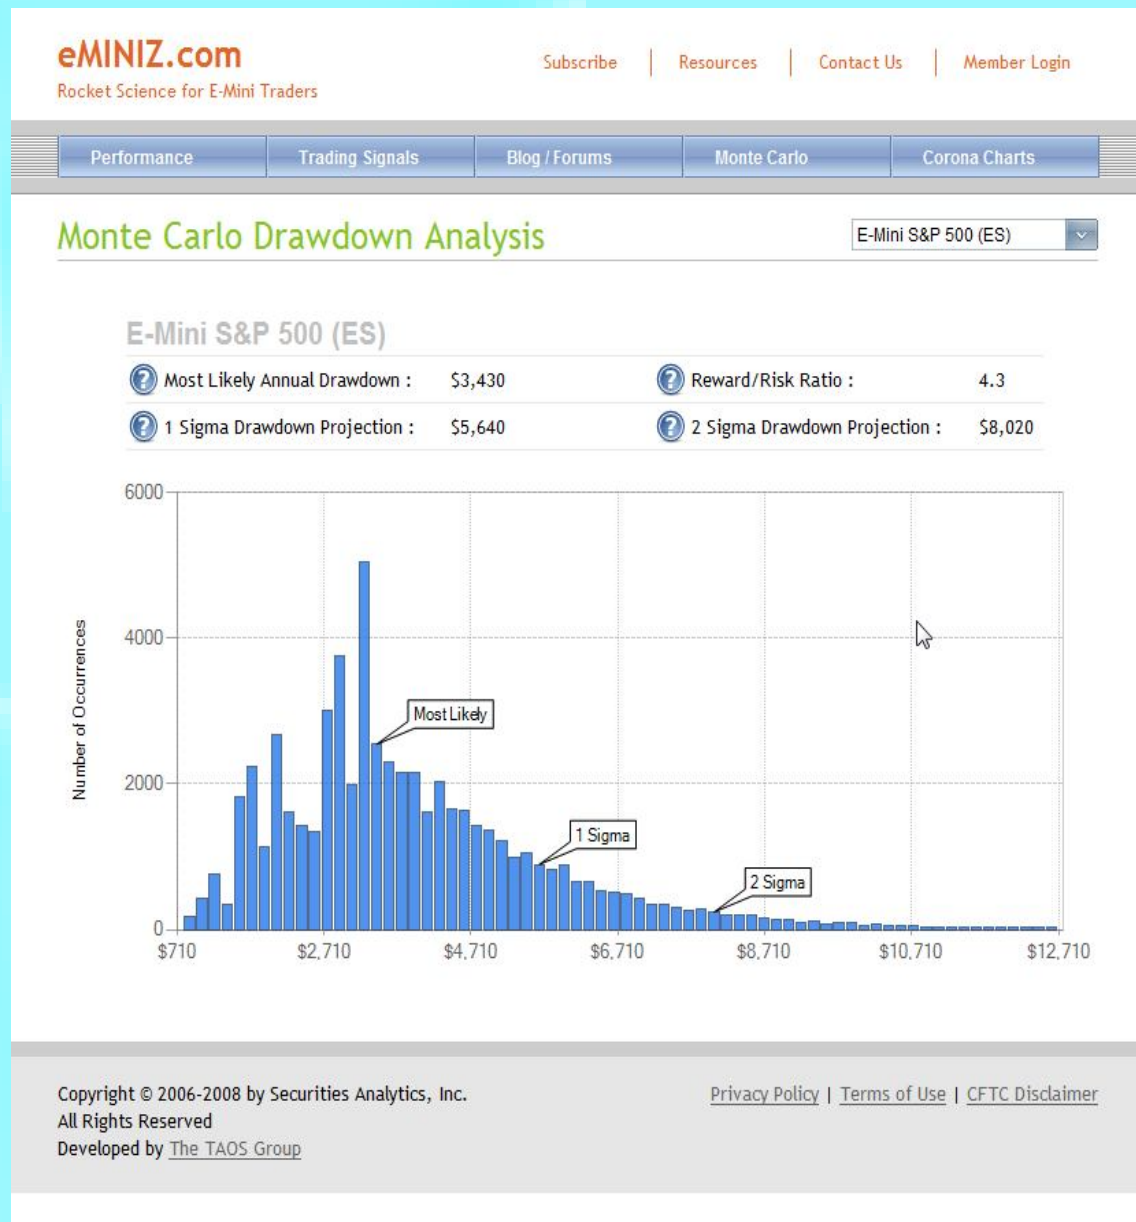 eMINIZ.com
Rocket Science for E-Mini Traders
Subscribe | Resources | Contact Us | Member Login
Performance Trading Signals Blog / Forums Monte Carlo Corona Charts
Monte Carlo Drawdown Analysis
E-Mini S&P 500 (ES)
E-Mini S&P 500 (ES)
? Most Likely Annual Drawdown : $3,430 ? Reward/Risk Ratio : 4.3
? 1 Sigma Drawdown Projection : $5,640 ? 2 Sigma Drawdown Projection : $8,020
6000
4000
2000
0
Number of Occurrences
Most Likely
1 Sigma
2 Sigma
$710 $2,710 $4,710 $6,710 $8,710 $10,710 $12,710
Copyright © 2006-2008 by Securities Analytics, Inc.
All Rights Reserved
Developed by The TAOS Group
Privacy Policy | Terms of Use | CFTC Disclaimer